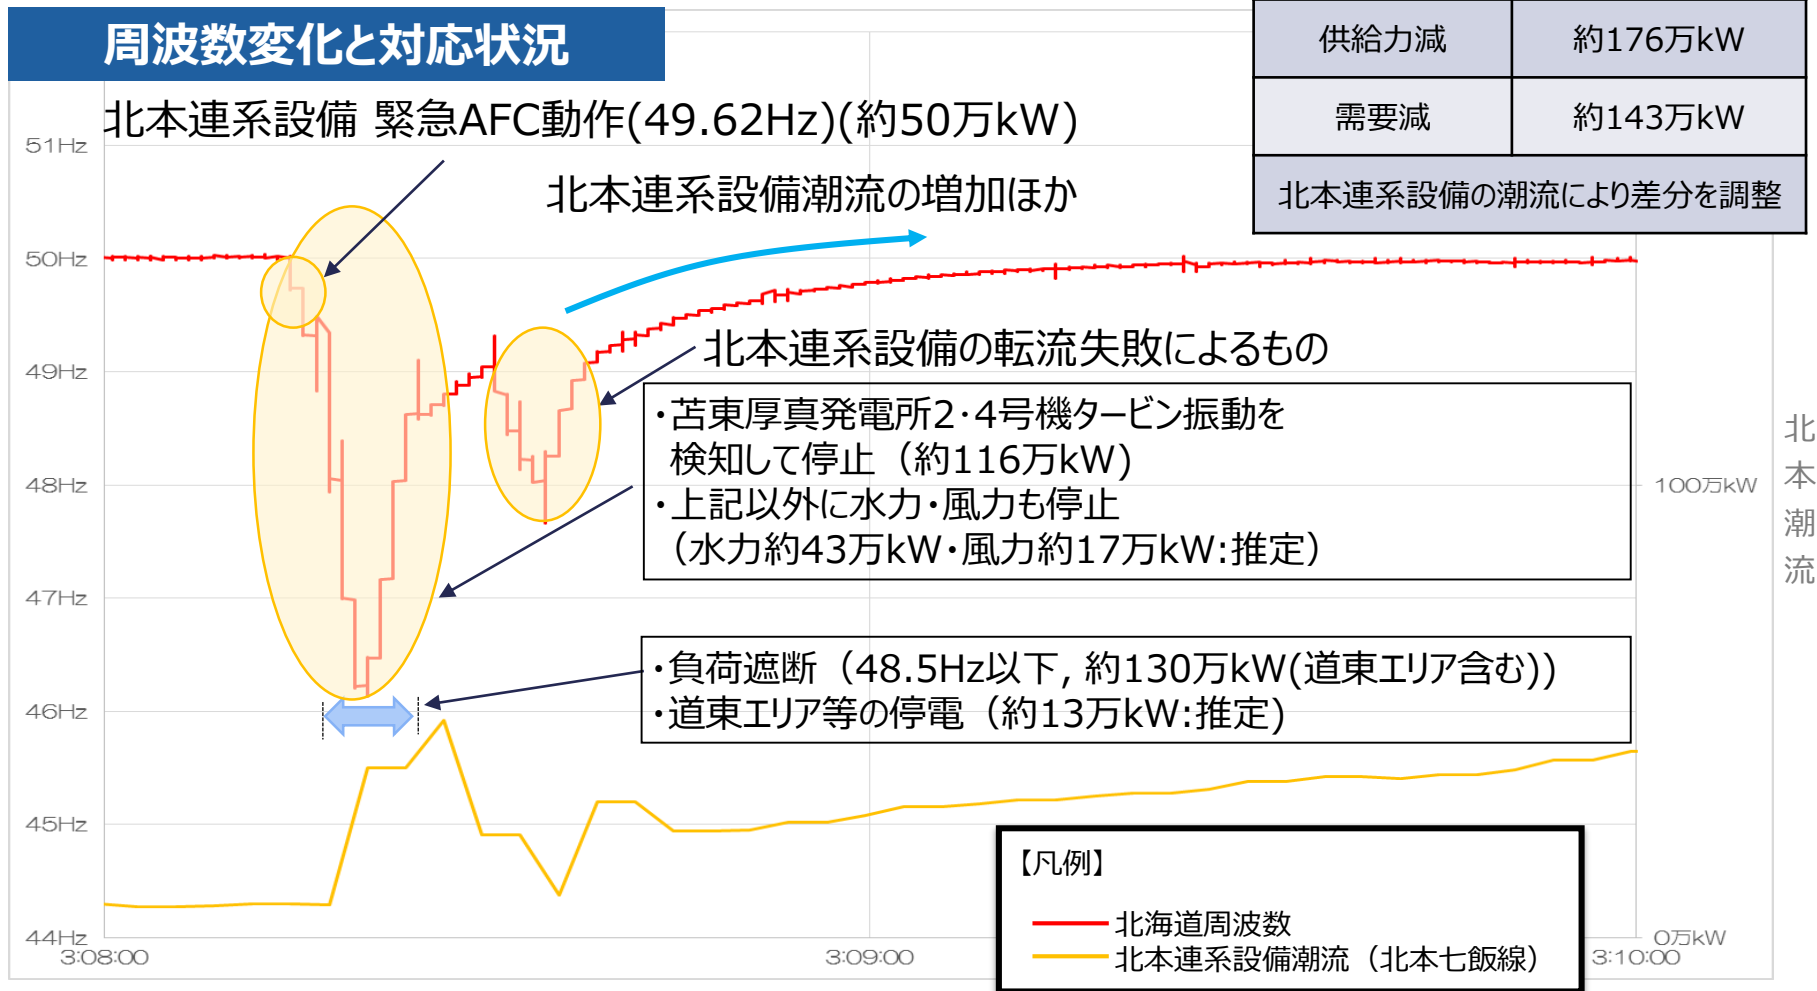 周波数変化と対応状況
供給力減 約176万kW
需要減 約143万kW
北本連系設備の潮流により差分を調整
北本連系設備 緊急AFC動作(49.62Hz)(約50万kW)
北本連系設備潮流の増加ほか
北本連系設備の転流失敗によるもの
・苫東厚真発電所2・4号機タービン振動を
検知して停止（約116万kW)
・上記以外に水力・風力も停止
（水力約43万kW・風力約17万kW:推定）
・負荷遮断（48.5Hz以下, 約130万kW(道東エリア含む))
・道東エリア等の停電（約13万kW:推定)
51Hz
50Hz
49Hz
48Hz
47Hz
46Hz
45Hz
44Hz
3:08:00
3:09:00
3:10:00
100万kW
0万kW
北本潮流
【凡例】
北海道周波数
北本連系設備潮流（北本七飯線）